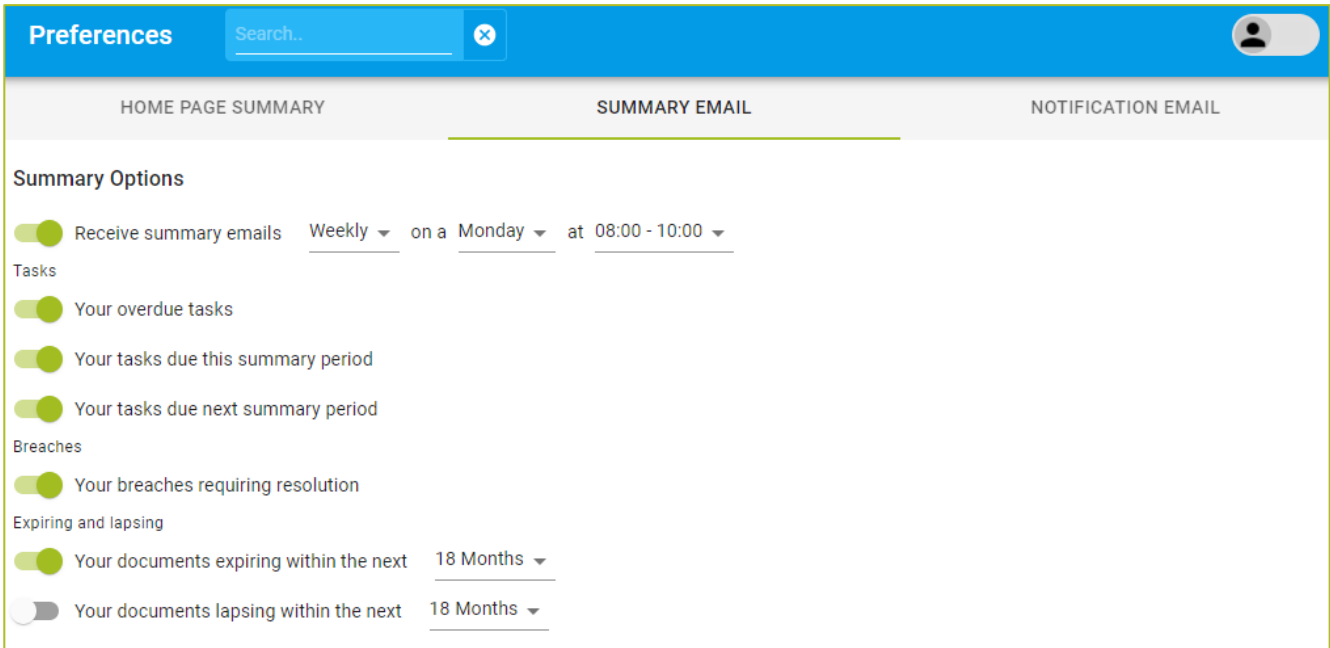 Preferences Search..
HOME PAGE SUMMARY SUMMARY EMAIL NOTIFICATION EMAIL
Summary Options
Receive summary emails Weekly on a Monday at 08:00 - 10:00
Tasks
Your overdue tasks
Your tasks due this summary period
Your tasks due next summary period
Breaches
Your breaches requiring resolution
Expiring and lapsing
Your documents expiring within the next 18 Months
Your documents lapsing within the next 18 Months